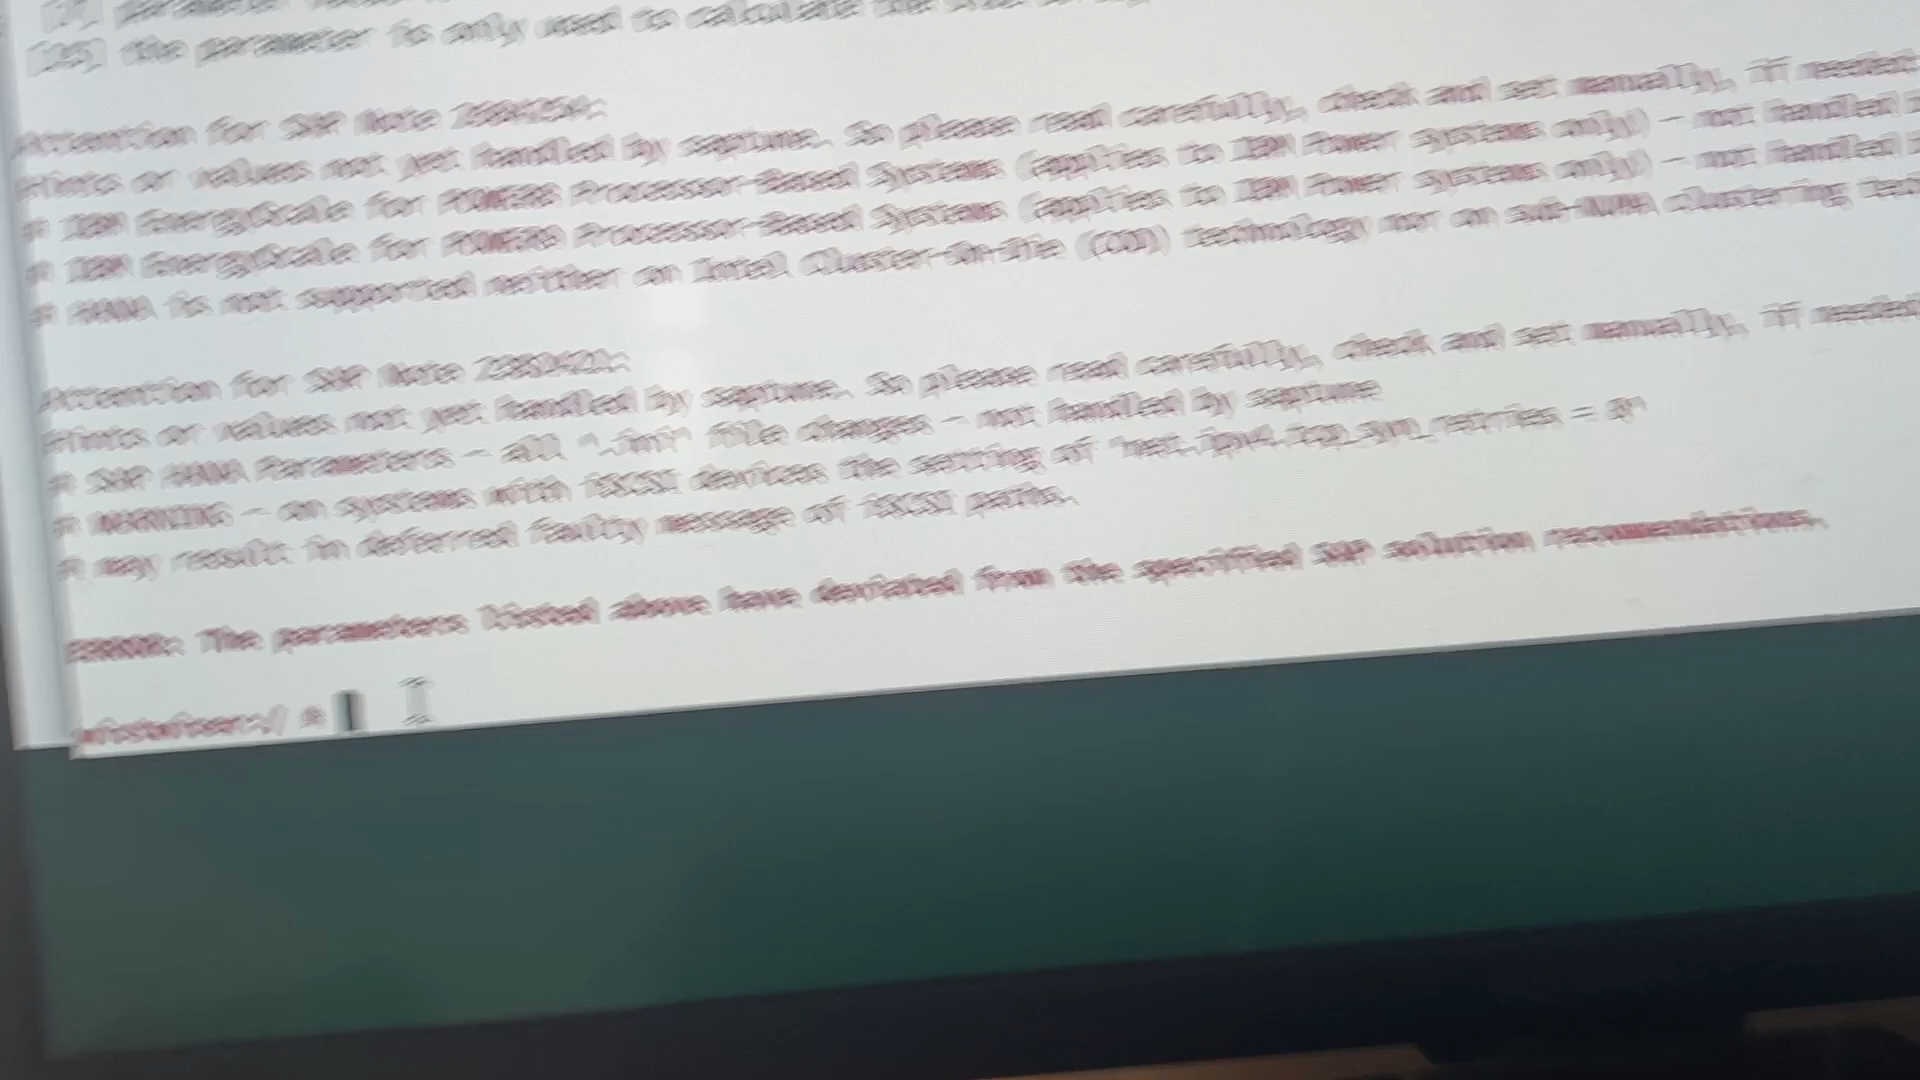 [15] the parameter is only used to calculate the
Attention for SAP Note 2684254:
Hints or values not yet handled by saptune. So please read carefully, check and set manually, if needed:
# IBM EnergyScale for POWER8 Processor-Based Systems (applies to IBM Power systems only) - not handled
# IBM EnergyScale for POWER9 Processor-Based Systems (applies to IBM Power systems only) - not handled
# HANA is not supported neither on Intel Cluster-On-Die (COD) technology nor on sub-NUMA clustering
Attention for SAP Note 2382421:
Hints or values not yet handled by saptune. So please read carefully, check and set manually, if needed
# SAP HANA Parameters - all *.ini* file changes - not handled by saptune
# WARNING - on systems with iSCSI devices the setting of 'net.ipv4.tcp_syn_retries = 8'
# may result in deferred faulty message of iSCSI paths.
ERROR: The parameters listed above have deviated from the specified SAP solution recommendations.
:/ #